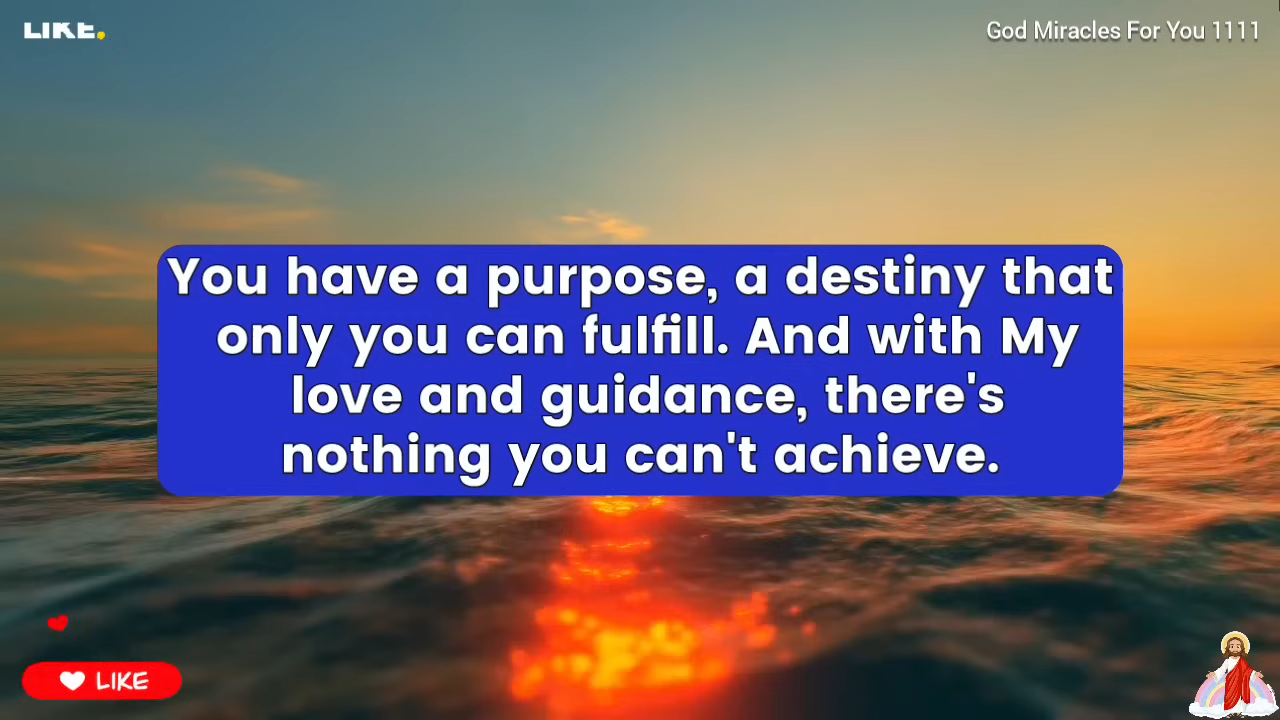 LIKE.
God Miracles For You 1111
You have a purpose, a destiny that
only you can fulfill. And with My
love and guidance, there's
nothing you can't achieve.
LIKE